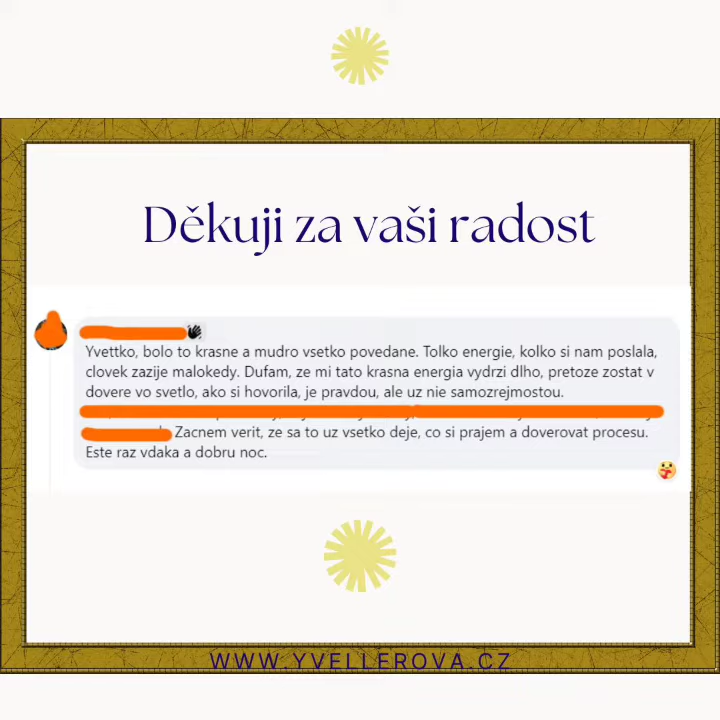 Děkuji za vaši radost
Yvettko, bolo to krasne a mudro vsetko povedane. Tolko energie, kolko si nam poslala,
clovek zazije malokedy. Dufam, ze mi tato krasna energia vydrzi dlho, pretoze zostat v
dovere vo svetlo, ako si hovorila, je pravdou, ale uz nie samozrejmostou.
Zacnem verit, ze sa to uz vsetko deje, co si prajem a doverovat procesu.
Este raz vdaka a dobru noc.
WWW.YVELLEROVA.CZ